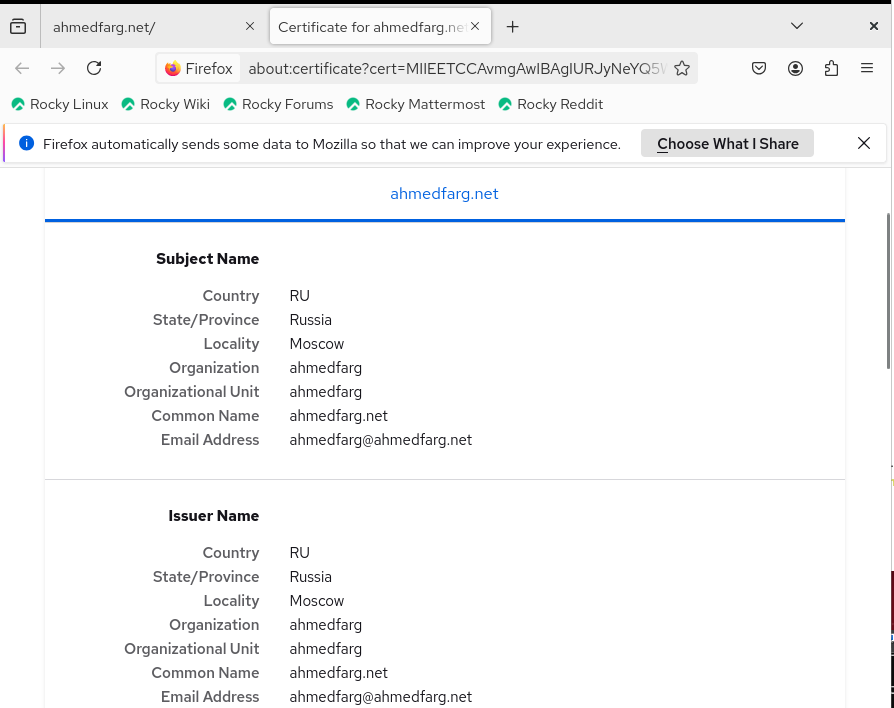 ahmedfarg.net/
Certificate for ahmedfarg.ne
Firefox about:certificate?cert=MIIEETCCAvmgAwIBAgIURJyNeYQ5W
Rocky Linux Rocky Wiki Rocky Forums Rocky Mattermost Rocky Reddit
Firefox automatically sends some data to Mozilla so that we can improve your experience. Choose What I Share
ahmedfarg.net
Subject Name
Country RU
State/Province Russia
Locality Moscow
Organization ahmedfarg
Organizational Unit ahmedfarg
Common Name ahmedfarg.net
Email Address ahmedfarg@ahmedfarg.net
Issuer Name
Country RU
State/Province Russia
Locality Moscow
Organization ahmedfarg
Organizational Unit ahmedfarg
Common Name ahmedfarg.net
Email Address ahmedfarg@ahmedfarg.net